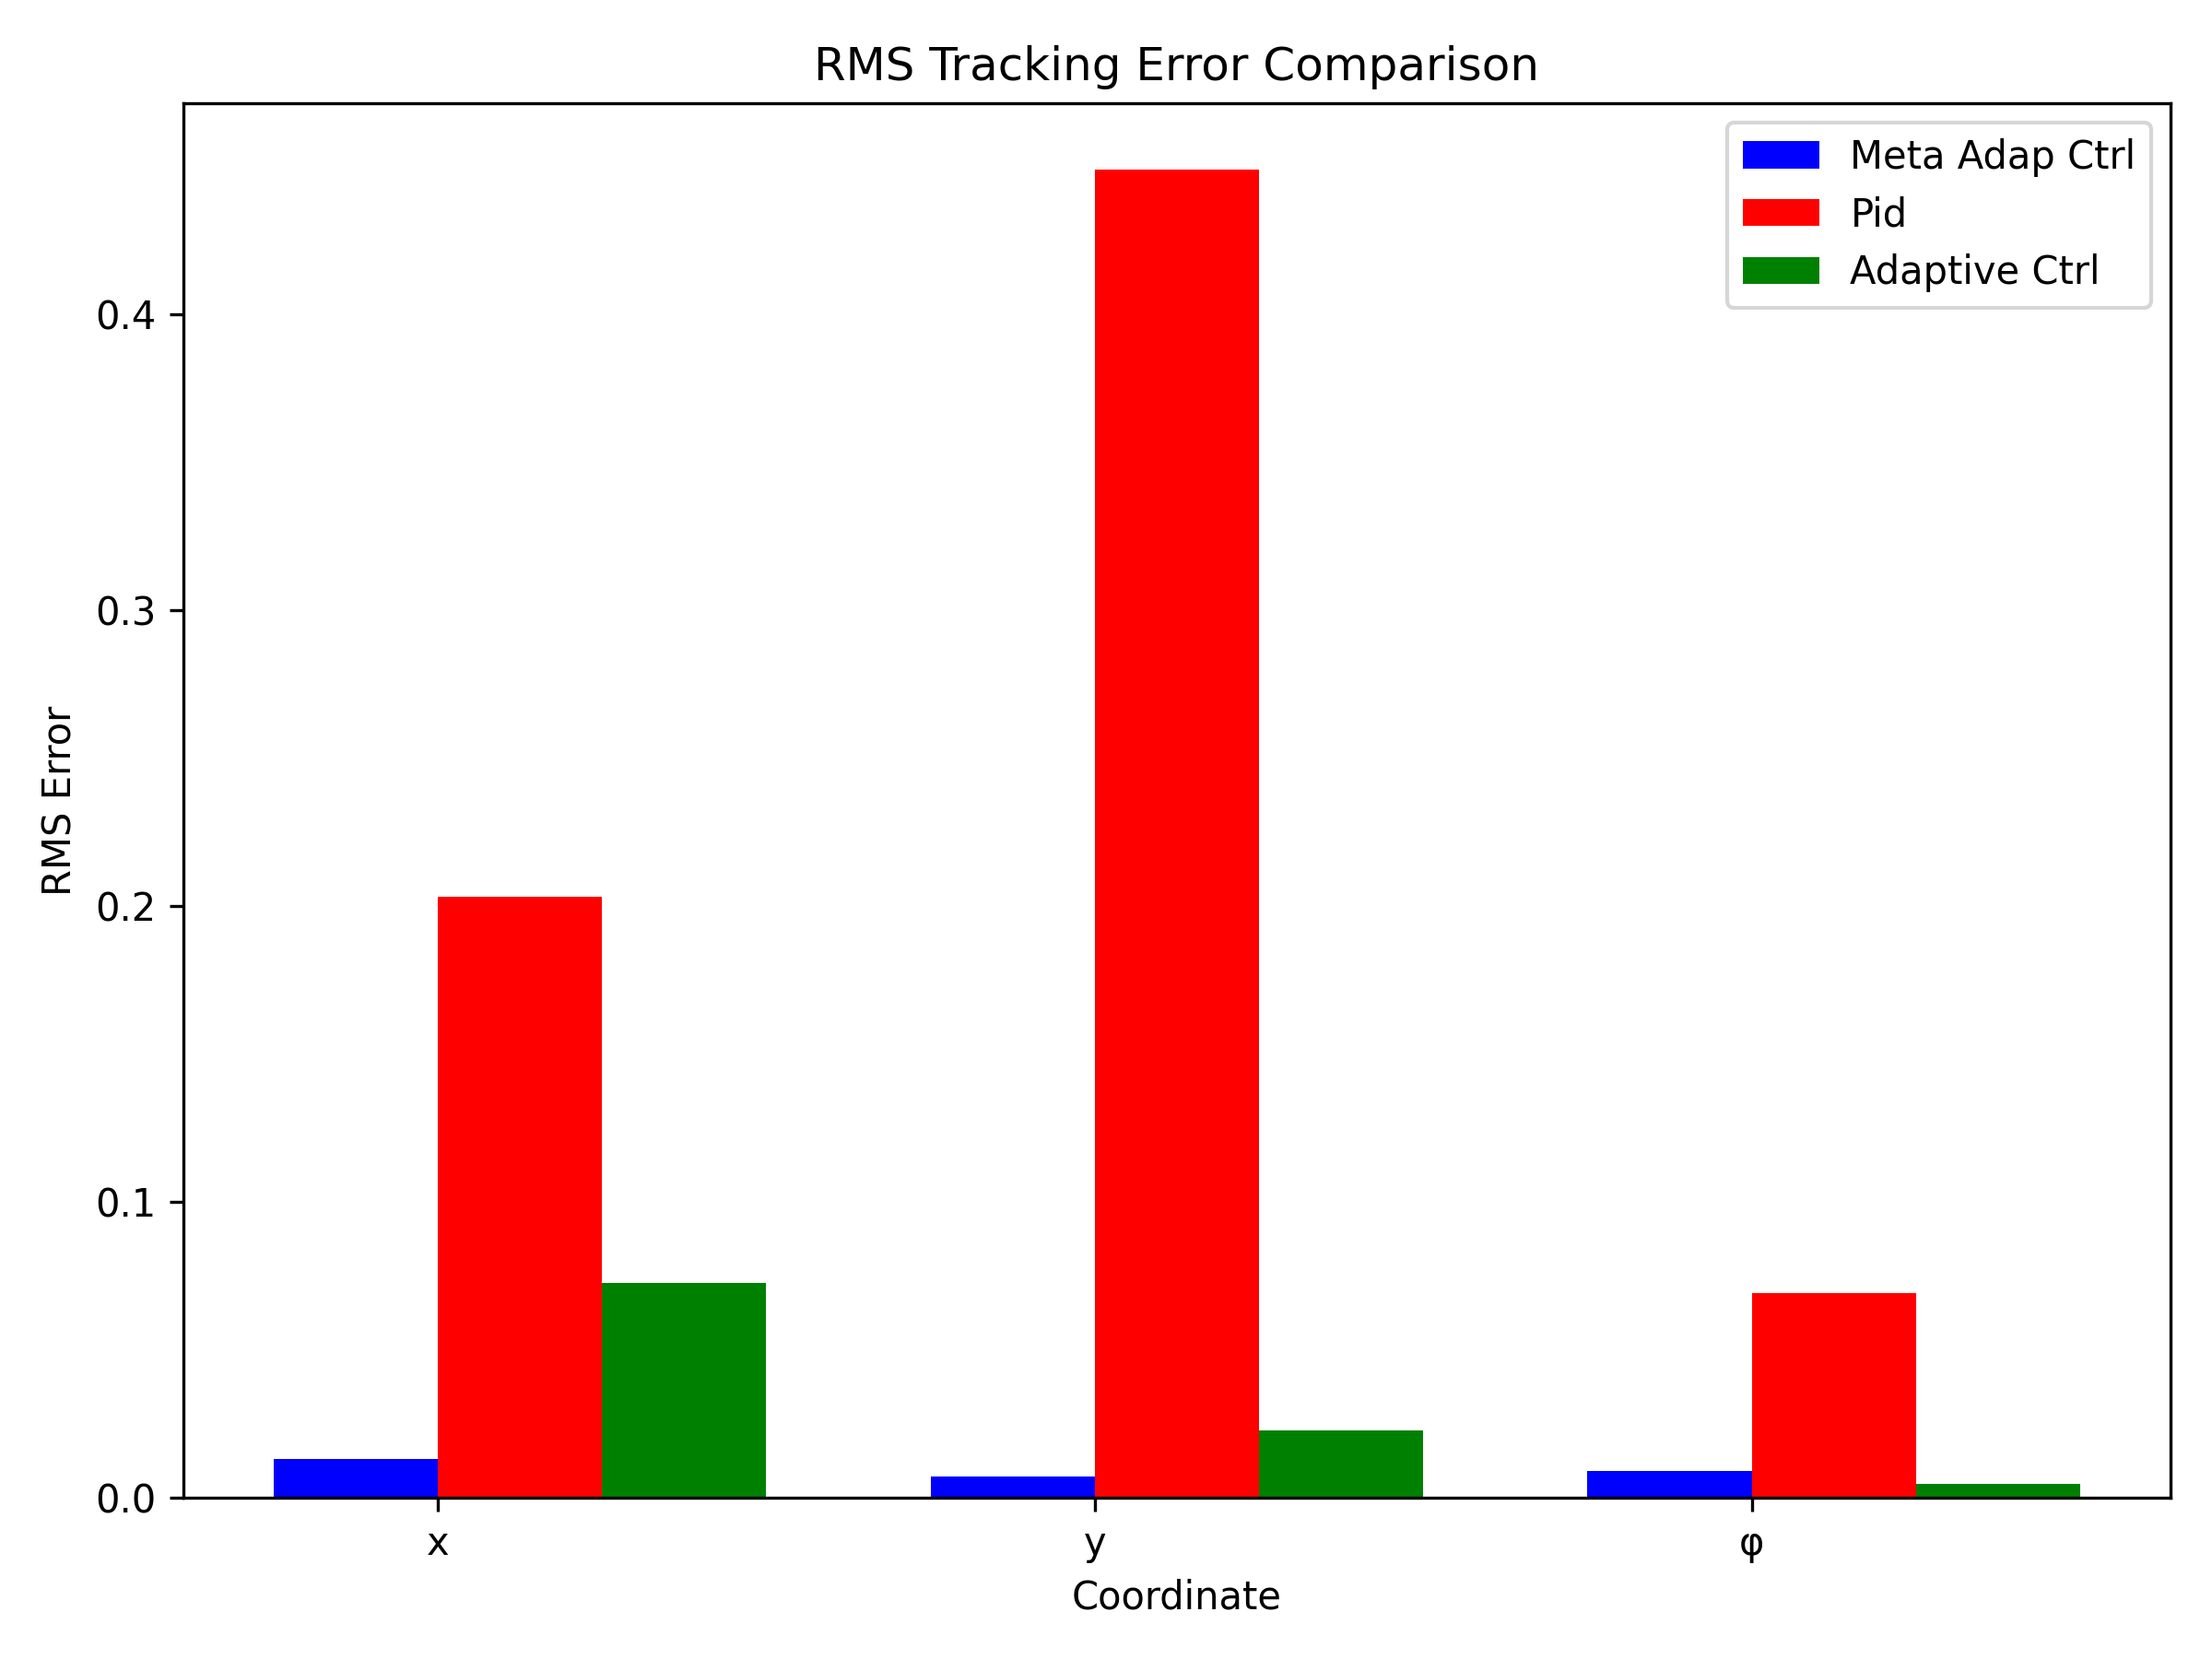 RMS Tracking Error Comparison
Meta Adap Ctrl
Pid
Adaptive Ctrl
RMS Error
0.4
0.3
0.2
0.1
0.0
x y φ
Coordinate